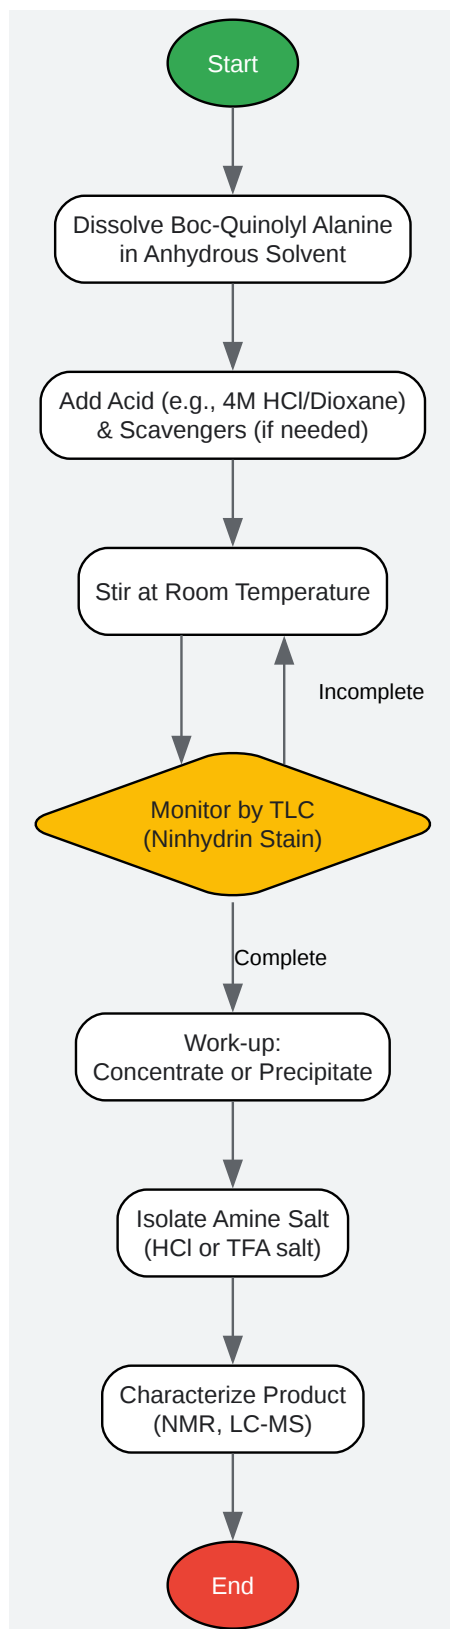 Start
Dissolve Boc-Quinolyl Alanine
in Anhydrous Solvent
Add Acid (e.g., 4M HCl/Dioxane)
& Scavengers (if needed)
Stir at Room Temperature
Incomplete
Monitor by TLC
(Ninhydrin Stain)
Complete
Work-up:
Concentrate or Precipitate
Isolate Amine Salt
(HCl or TFA salt)
Characterize Product
(NMR, LC-MS)
End